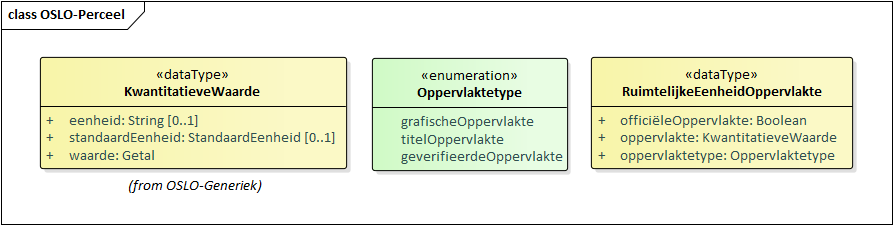 class OSLO-Perceel
«dataType»
KwantitatieveWaarde
+ eenheid: String [0..1]
+ standaardEenheid: StandaardEenheid [0..1]
+ waarde: Getal
(from OSLO-Generiek)
«enumeration»
Oppervlaktetype
grafischeOppervlakte
titelOppervlakte
geverifieerdeOppervlakte
«dataType»
RuimtelijkeEenheidOppervlakte
+ officiëleOppervlakte: Boolean
+ oppervlakte: KwantitatieveWaarde
+ oppervlaktetype: Oppervlaktetype